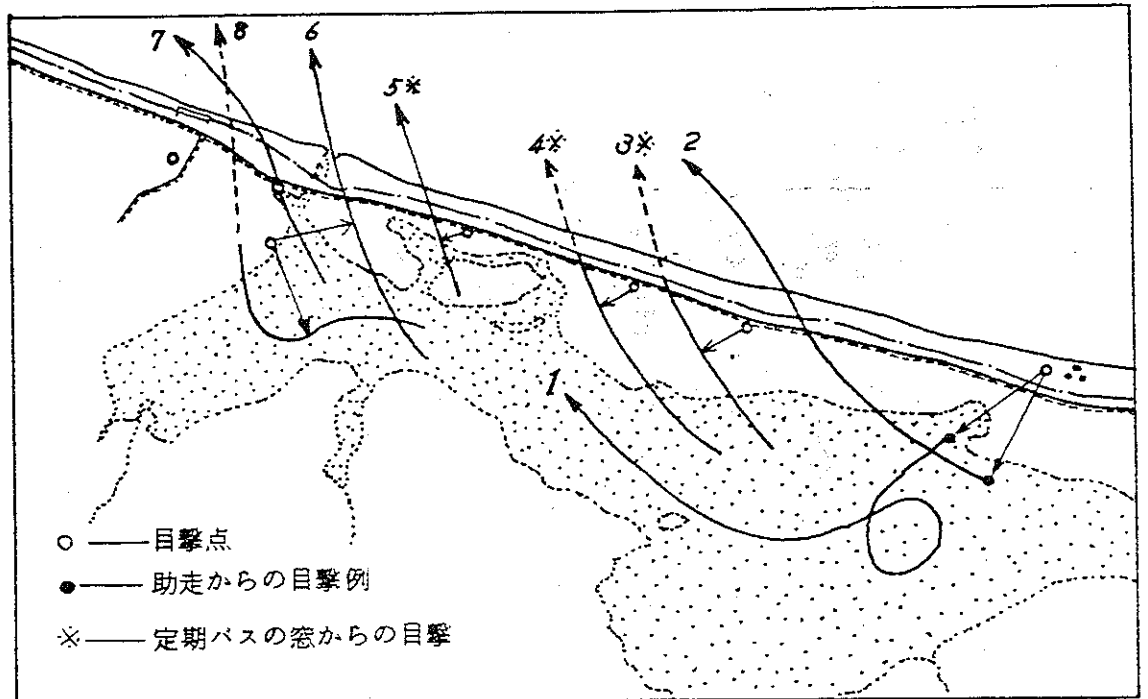 7 8 6
5※
4※ 3※ 2
1
○ —— 目撃点
● —— 助走からの目撃例
※ —— 定期バスの窓からの目撃